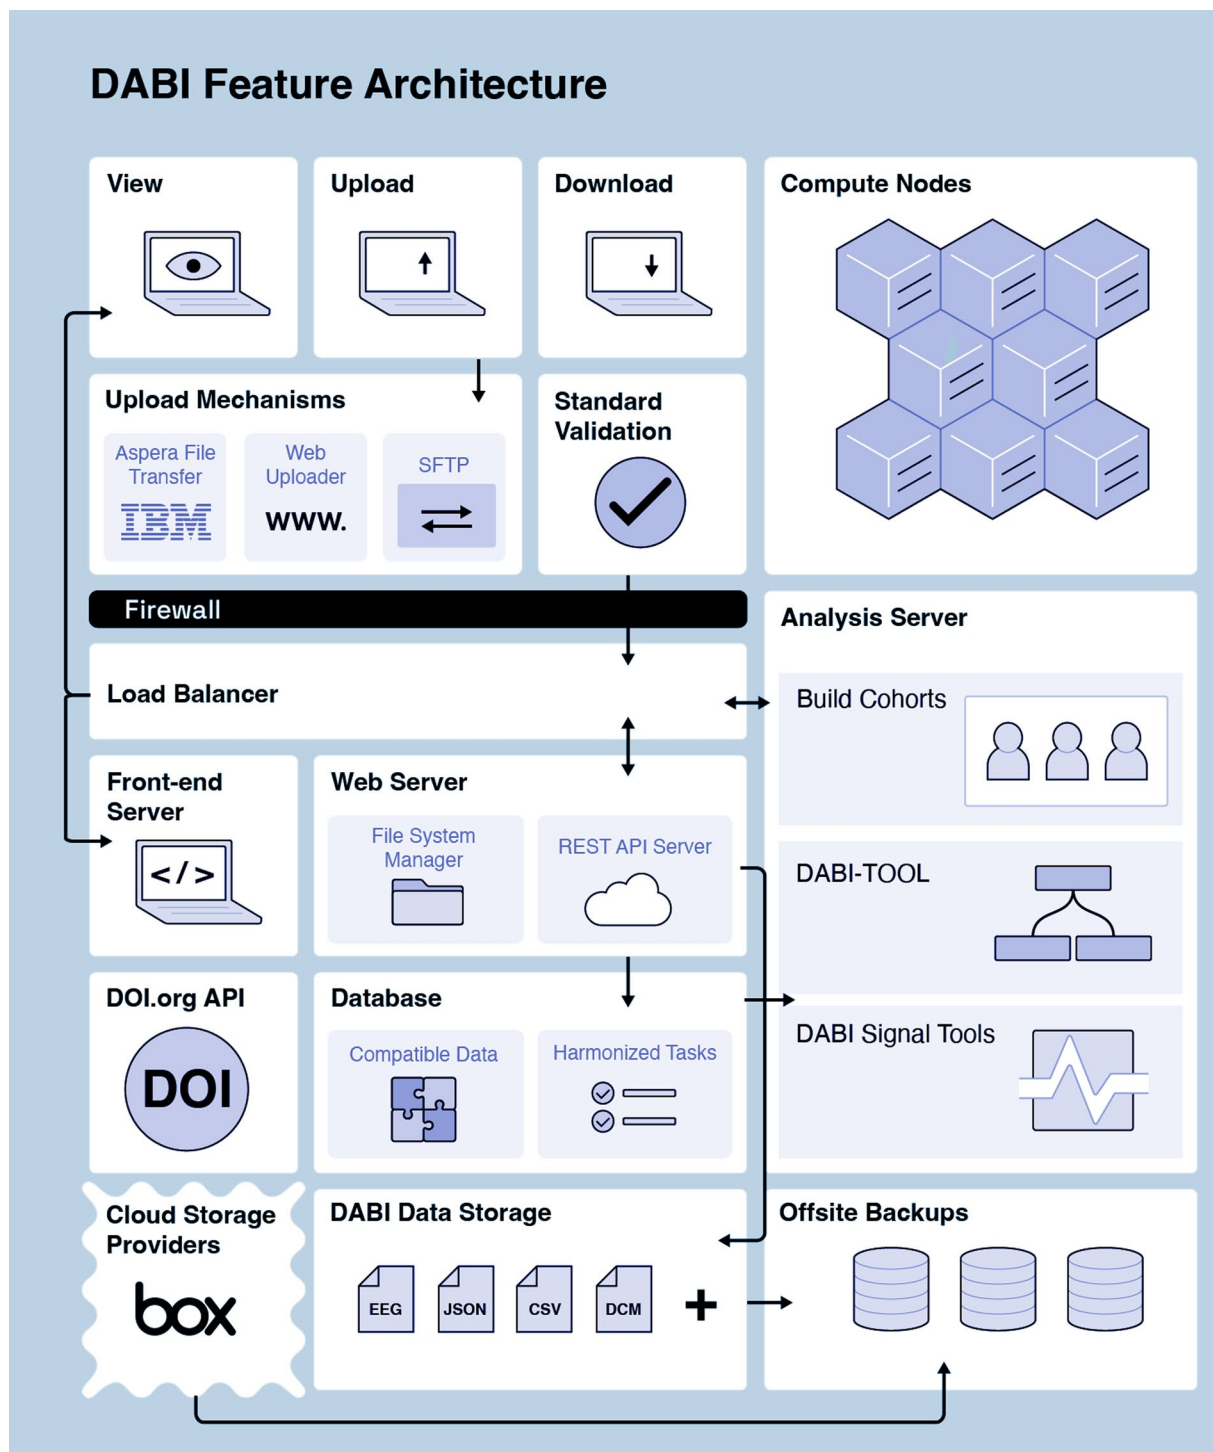 DABI Feature Architecture
View
Upload
Download
Compute Nodes
Upload Mechanisms
Aspera File
Transfer
IBM
Web
Uploader
WWW.
SFTP
Standard
Validation
Firewall
Load Balancer
Analysis Server
Build Cohorts
DABI-TOOL
DABI Signal Tools
Front-end
Server
</>
Web Server
File System
Manager
REST API Server
DOI.org API
DOI
Database
Compatible Data
Harmonized Tasks
Cloud Storage
Providers
box
DABI Data Storage
EEG
JSON
CSV
DCM
+
Offsite Backups